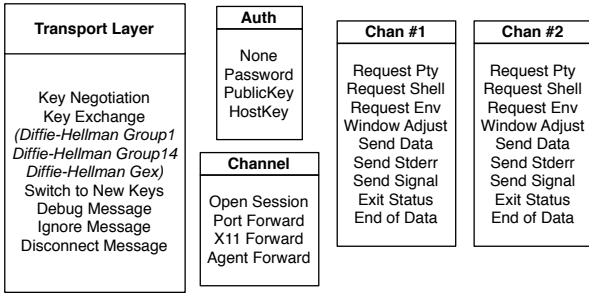 Transport Layer
Key Negotiation
Key Exchange
(Diffie-Hellman Group1
Diffie-Hellman Group14
Diffie-Hellman Gex)
Switch to New Keys
Debug Message
Ignore Message
Disconnect Message
Auth
None
Password
PublicKey
HostKey
Channel
Open Session
Port Forward
X11 Forward
Agent Forward
Chan #1
Request Pty
Request Shell
Request Env
Window Adjust
Send Data
Send Stderr
Send Signal
Exit Status
End of Data
Chan #2
Request Pty
Request Shell
Request Env
Window Adjust
Send Data
Send Stderr
Send Signal
Exit Status
End of Data